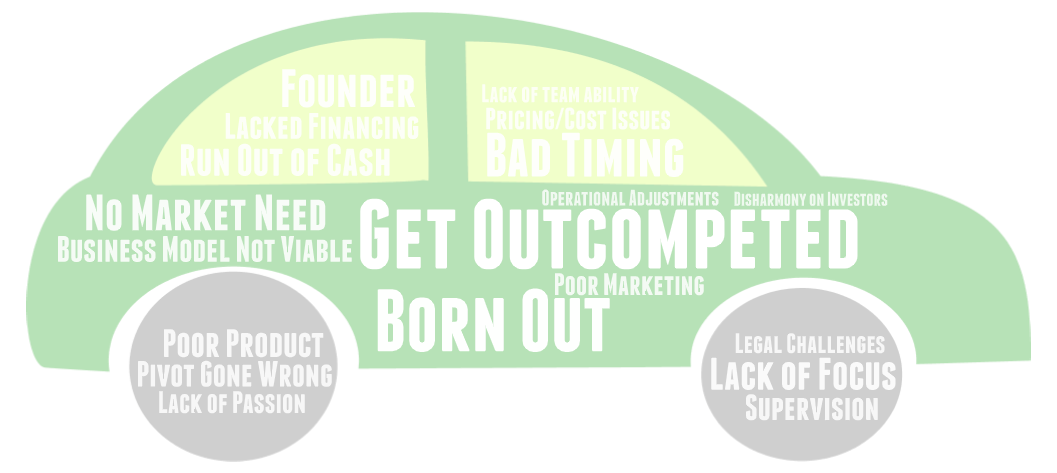 Founder
Lacked Financing
Run Out of Cash
Lack of team ability
Pricing/Cost Issues
Bad Timing
No Market Need
Business Model Not Viable
Operational Adjustments
Disharmony on Investors
Get Outcompeted
Poor Marketing
Born Out
Poor Product
Pivot Gone Wrong
Lack of Passion
Legal Challenges
Lack of Focus
Supervision